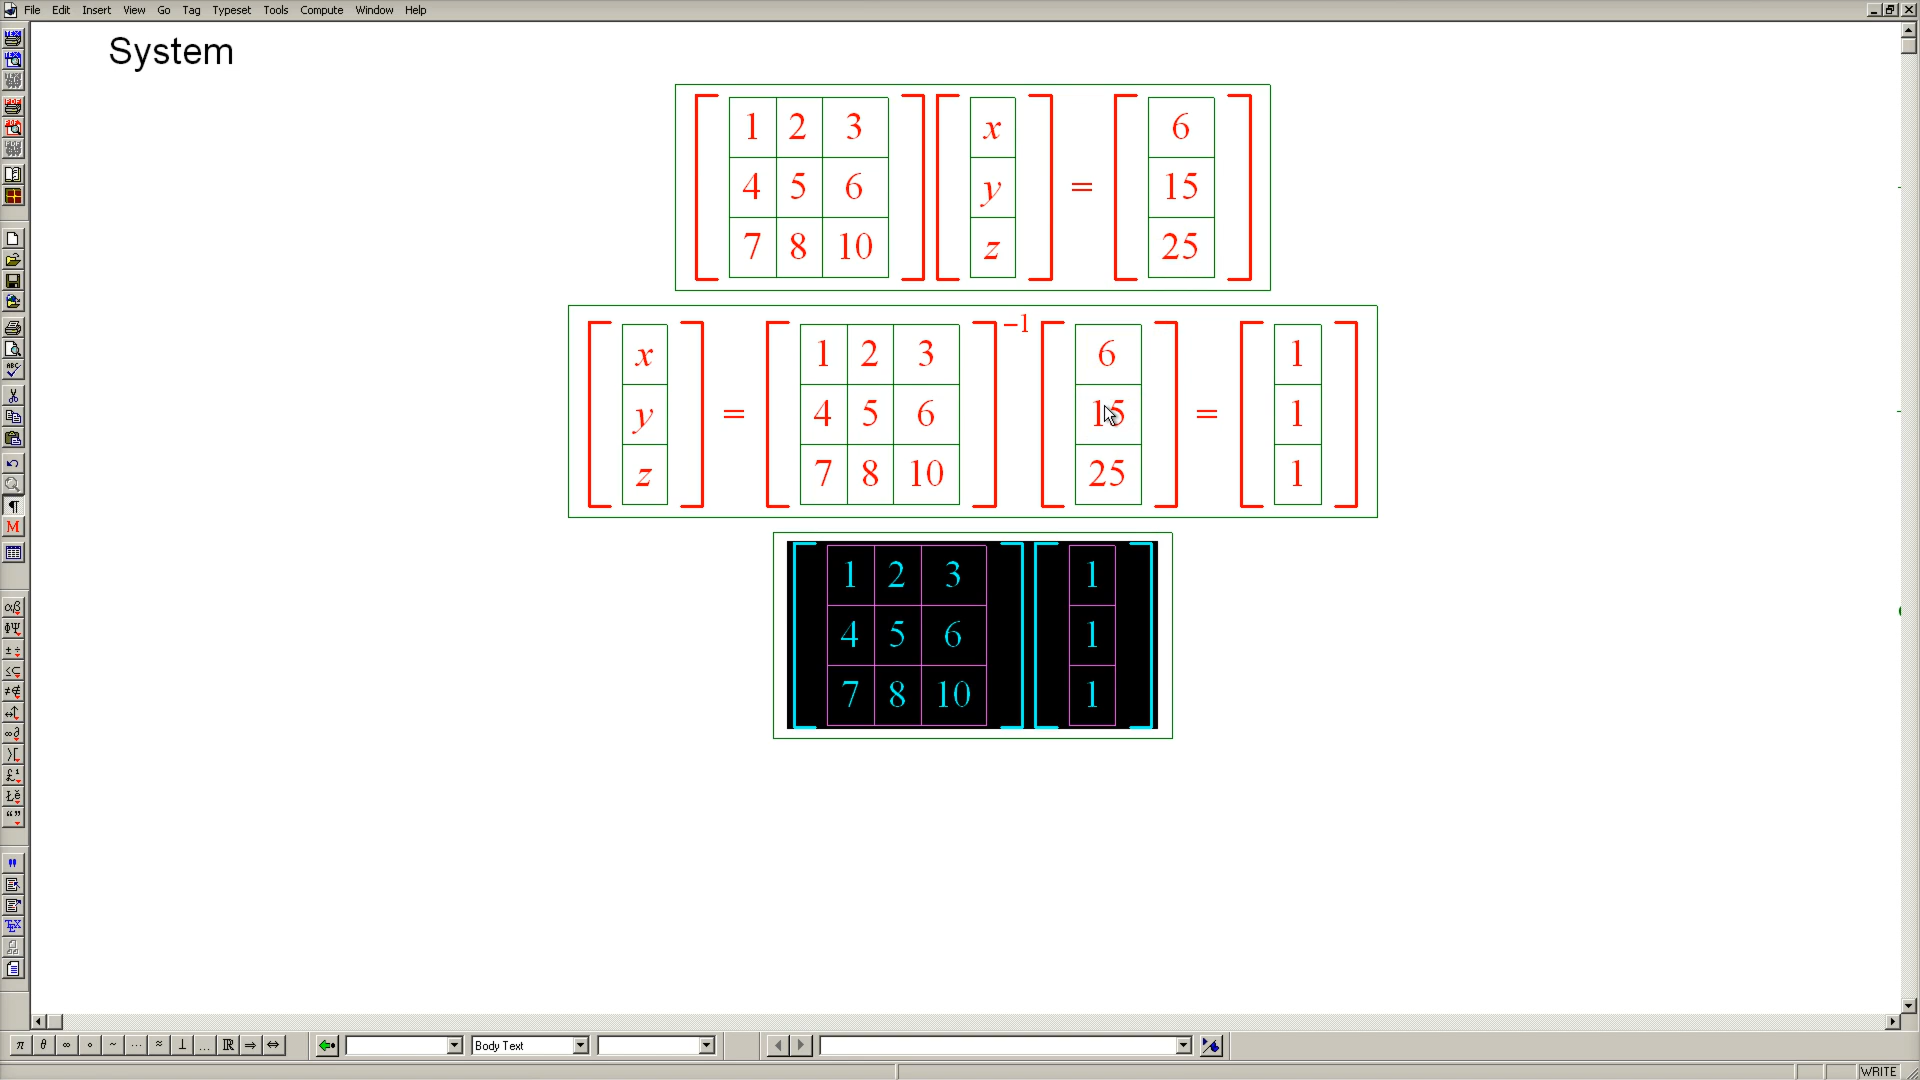 File Edit Insert View Go Tag Typeset Tools Compute Window Help
System
[1 2 3] [x] = [6]
[4 5 6] [y] = [15]
[7 8 10] [z] = [25]
[x] = [1 2 3]⁻¹ [6] = [1]
[y] = [4 5 6] [15] = [1]
[z] = [7 8 10] [25] = [1]
[1 2 3] [1]
[4 5 6] [1]
[7 8 10] [1]
π θ ∞ ∘ ~ ⋯ ≈ ⊥ … ℝ ⇒ ⇔
Body Text
WRITE